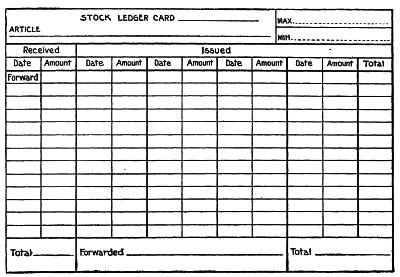 STOCK LEDGER CARD
MAX.
ARTICLE
MIN.
Received Issued
Date Amount Date Amount Date Amount Date Amount Date Amount Total
Forward
Total Forwarded Total